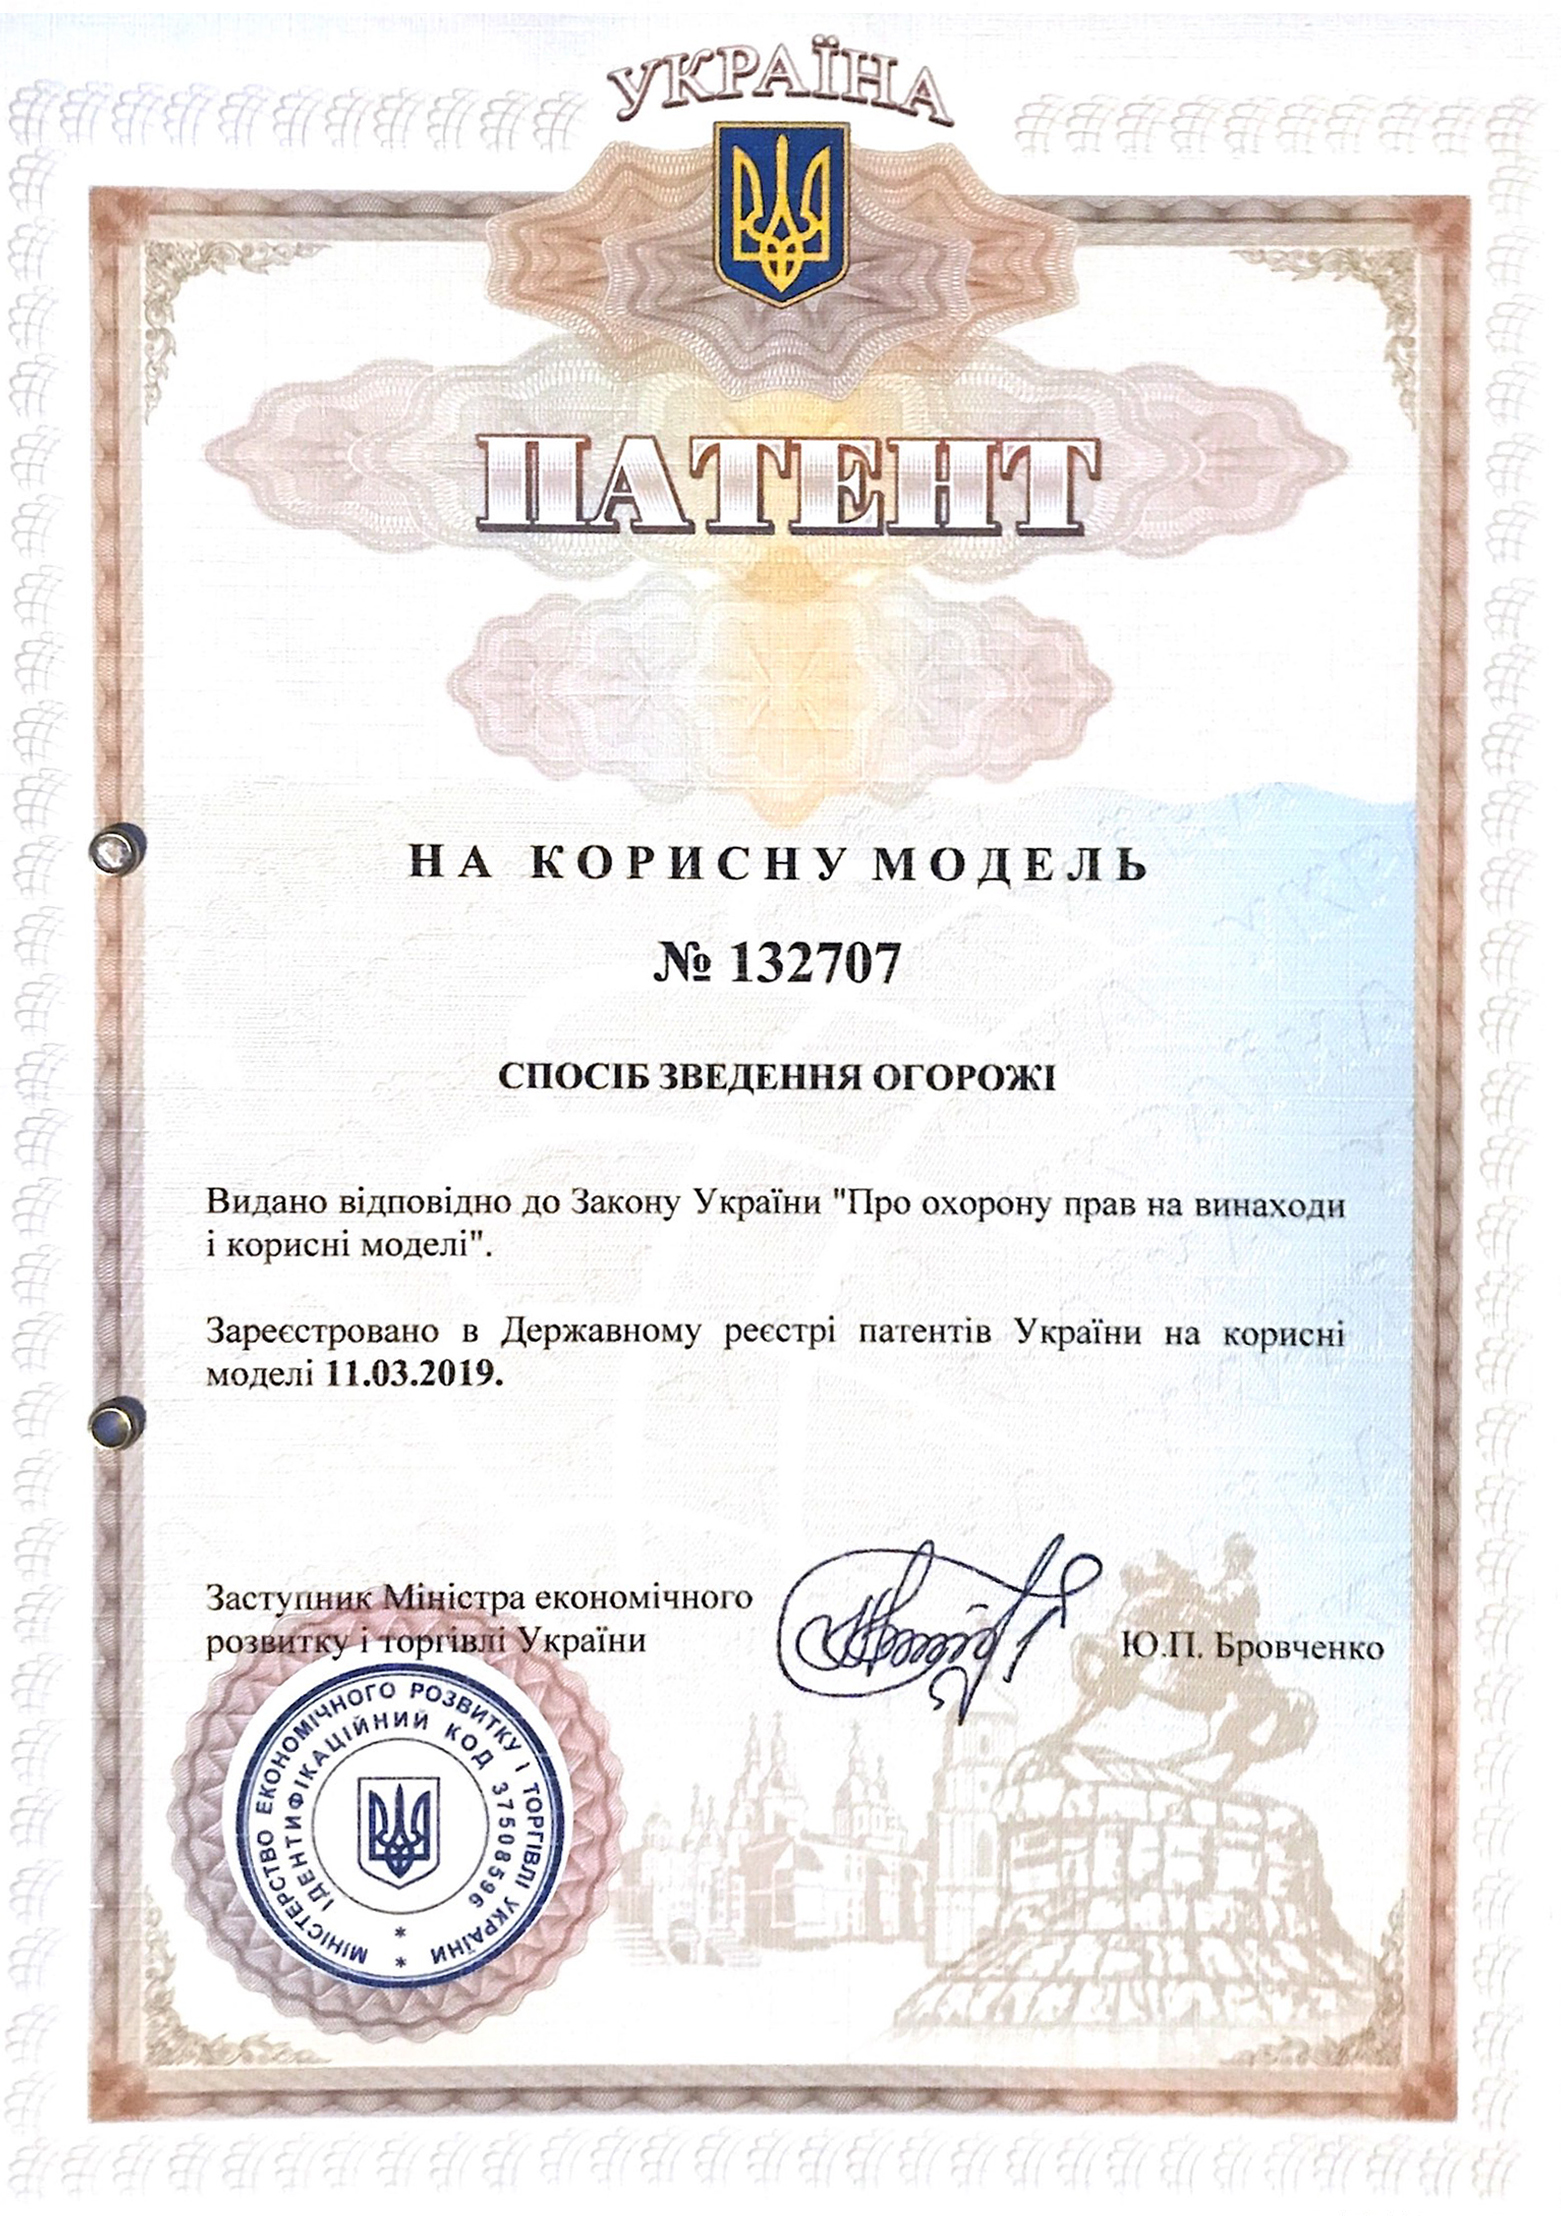 УКРАЇНА
ПАТЕНТ
НА КОРИСНУ МОДЕЛЬ
№ 132707
СПОСІБ ЗВЕДЕННЯ ОГОРОЖІ
Видано відповідно до Закону України "Про охорону прав на винаходи
і корисні моделі".
Зареєстровано в Державному реєстрі патентів України на корисні
моделі 11.03.2019.
Заступник Міністра економічного
розвитку і торгівлі України
Ю.П. Бровченко
МІНІСТЕРСТВО ЕКОНОМІЧНОГО РОЗВИТКУ І ТОРГІВЛІ УКРАЇНИ *
ІДЕНТИФІКАЦІЙНИЙ КОД 37508596 *